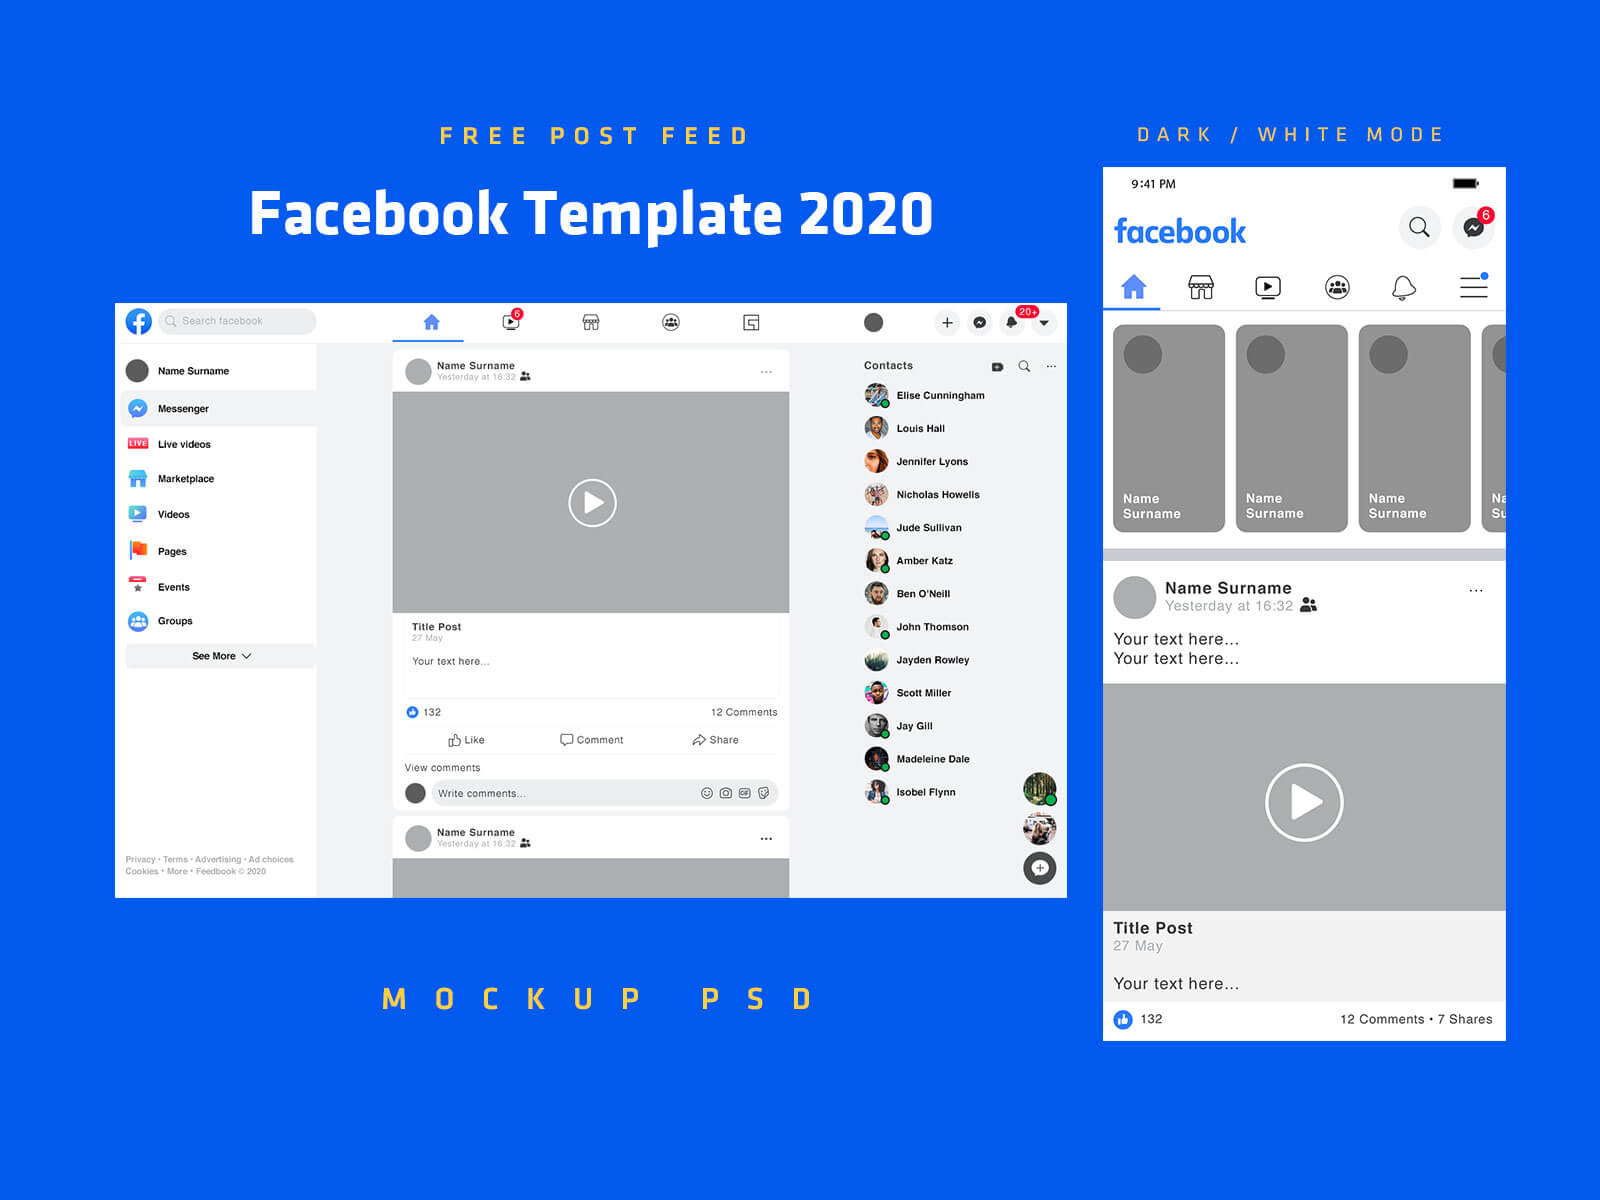 FREE POST FEED
Facebook Template 2020
Search facebook
6
20+
Name Surname
Messenger
LIVE
Live videos
Marketplace
Videos
Pages
Events
Groups
See More
Privacy • Terms • Advertising • Ad choices
Cookies • More • Feedbook © 2020
Name Surname
Yesterday at 16:32
...
Title Post
27 May
Your text here...
132
12 Comments
Like
Comment
Share
View comments
Write comments...
GIF
Name Surname
Yesterday at 16:32
...
Contacts
...
Elise Cunningham
Louis Hall
Jennifer Lyons
Nicholas Howells
Jude Sullivan
Amber Katz
Ben O'Neill
John Thomson
Jayden Rowley
Scott Miller
Jay Gill
Madeleine Dale
Isobel Flynn
MOCKUP PSD
DARK / WHITE MODE
9:41 PM
facebook
6
Name
Surname
Name
Surname
Name
Surname
Na
Su
Name Surname
Yesterday at 16:32
...
Your text here...
Your text here...
Title Post
27 May
Your text here...
132
12 Comments • 7 Shares